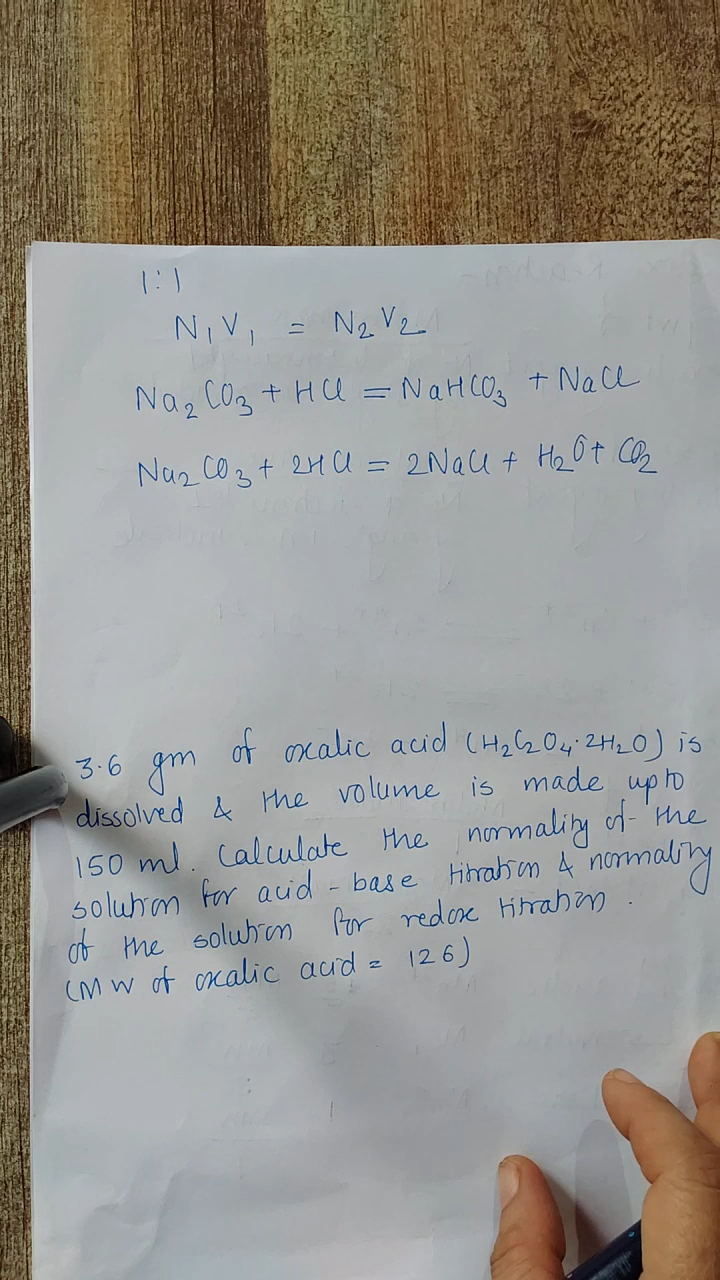 1:1
N₁V₁ = N₂V₂
Na₂CO₃ + HCl = NaHCO₃ + NaCl
Na₂CO₃ + 2HCl = 2NaCl + H₂O + CO₂
3.6 gm of oxalic acid (H₂C₂O₄·2H₂O) is
dissolved & the volume is made upto
150 ml. Calculate the normality of the
solution for acid-base titration & normality
of the solution for redox titration.
(MW of oxalic acid = 126)